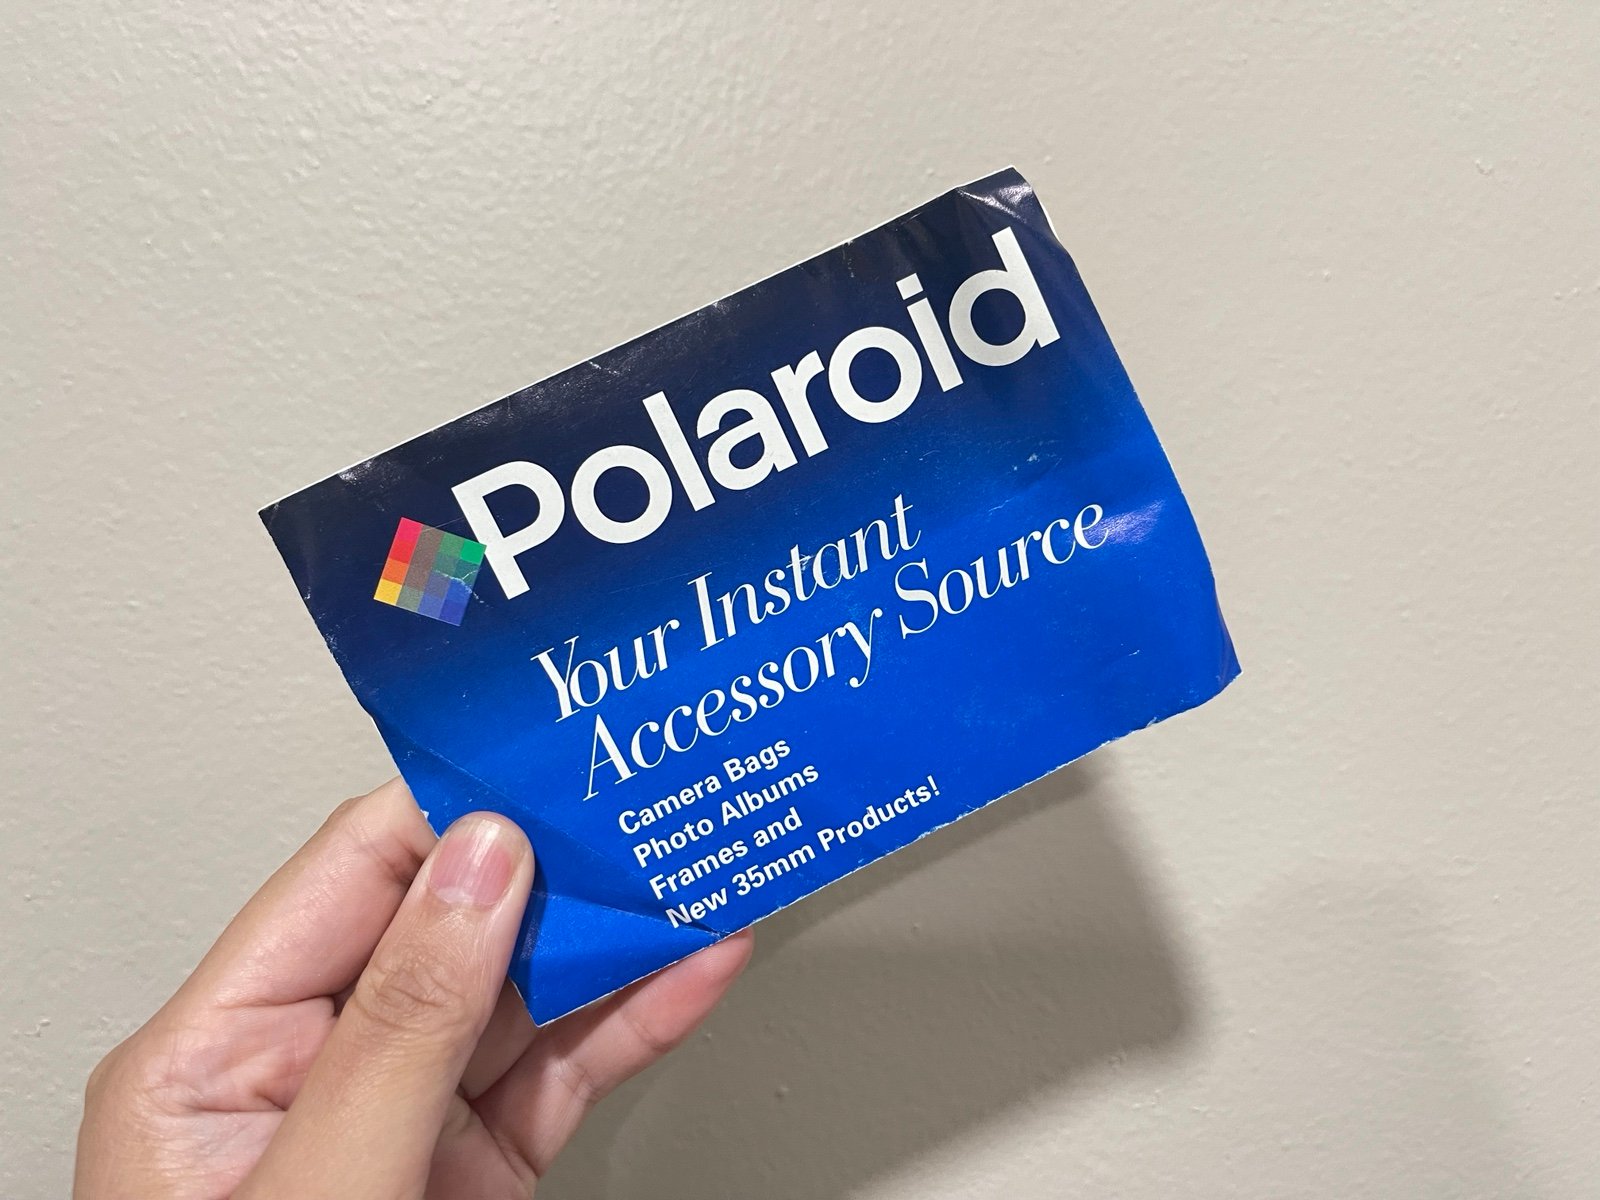 Polaroid
Your Instant
Accessory Source
Camera Bags
Photo Albums
Frames and
New 35mm Products!